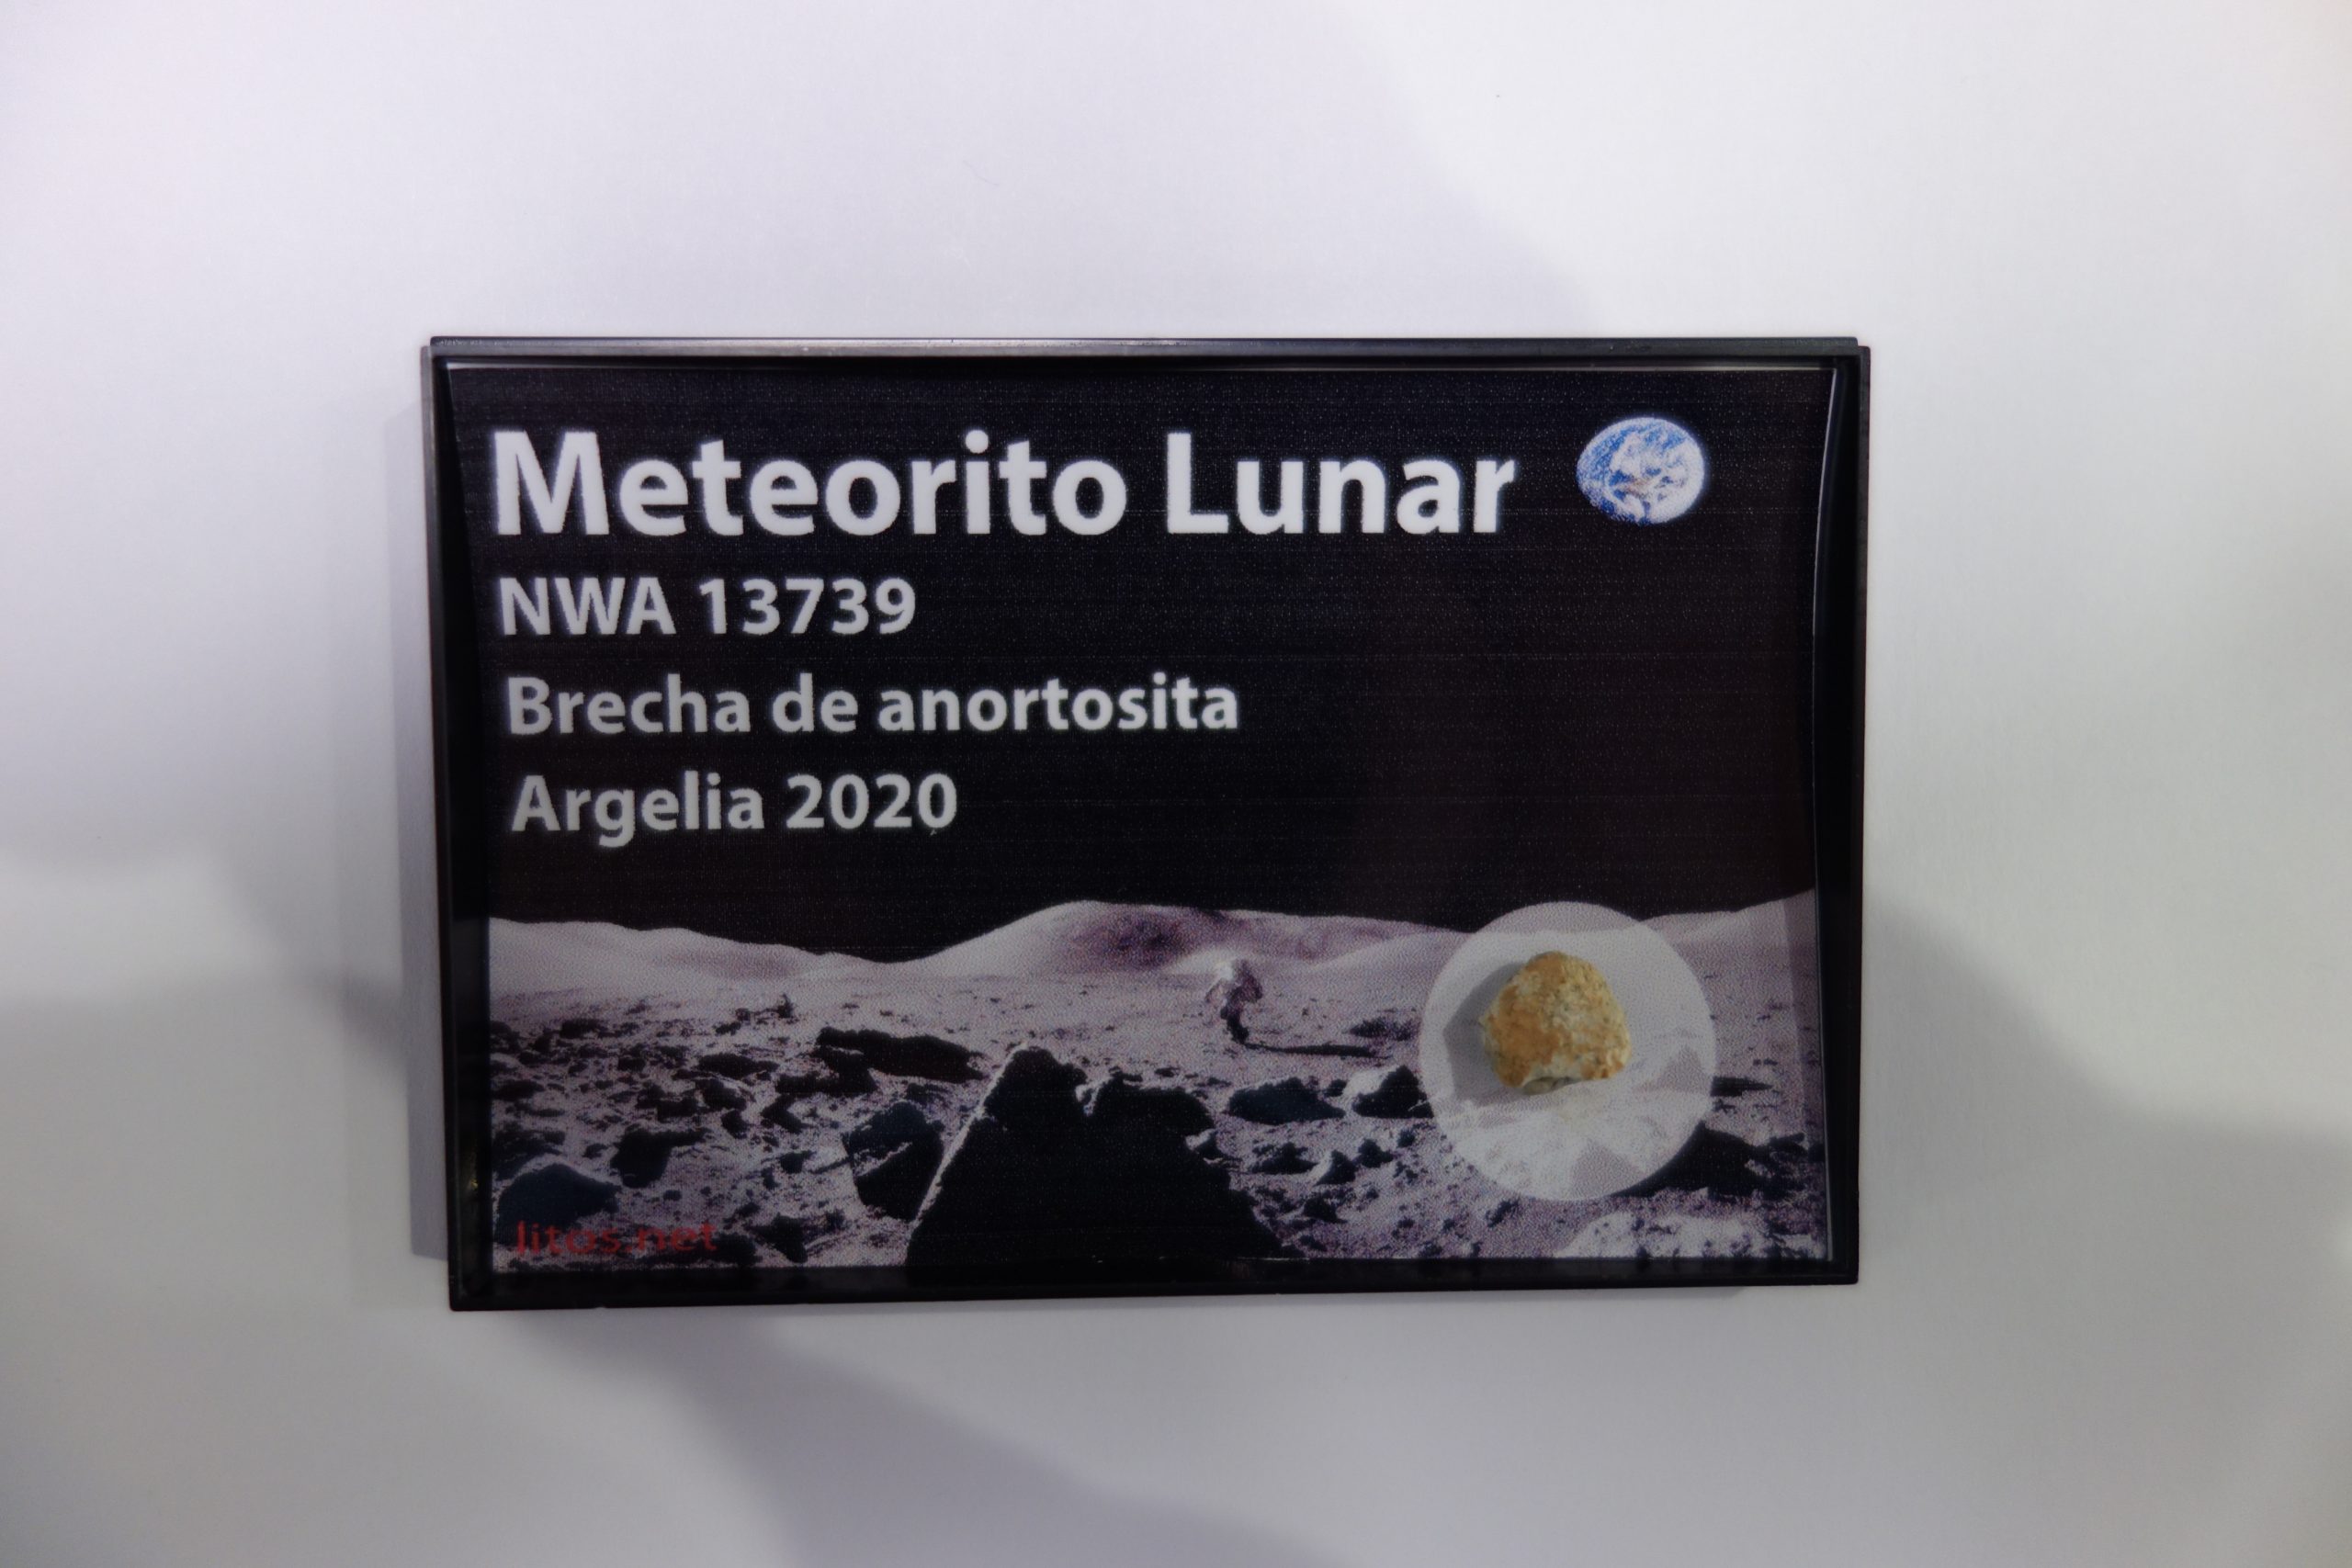 Meteorito Lunar
NWA 13739
Brecha de anortosita
Argelia 2020
litos.net